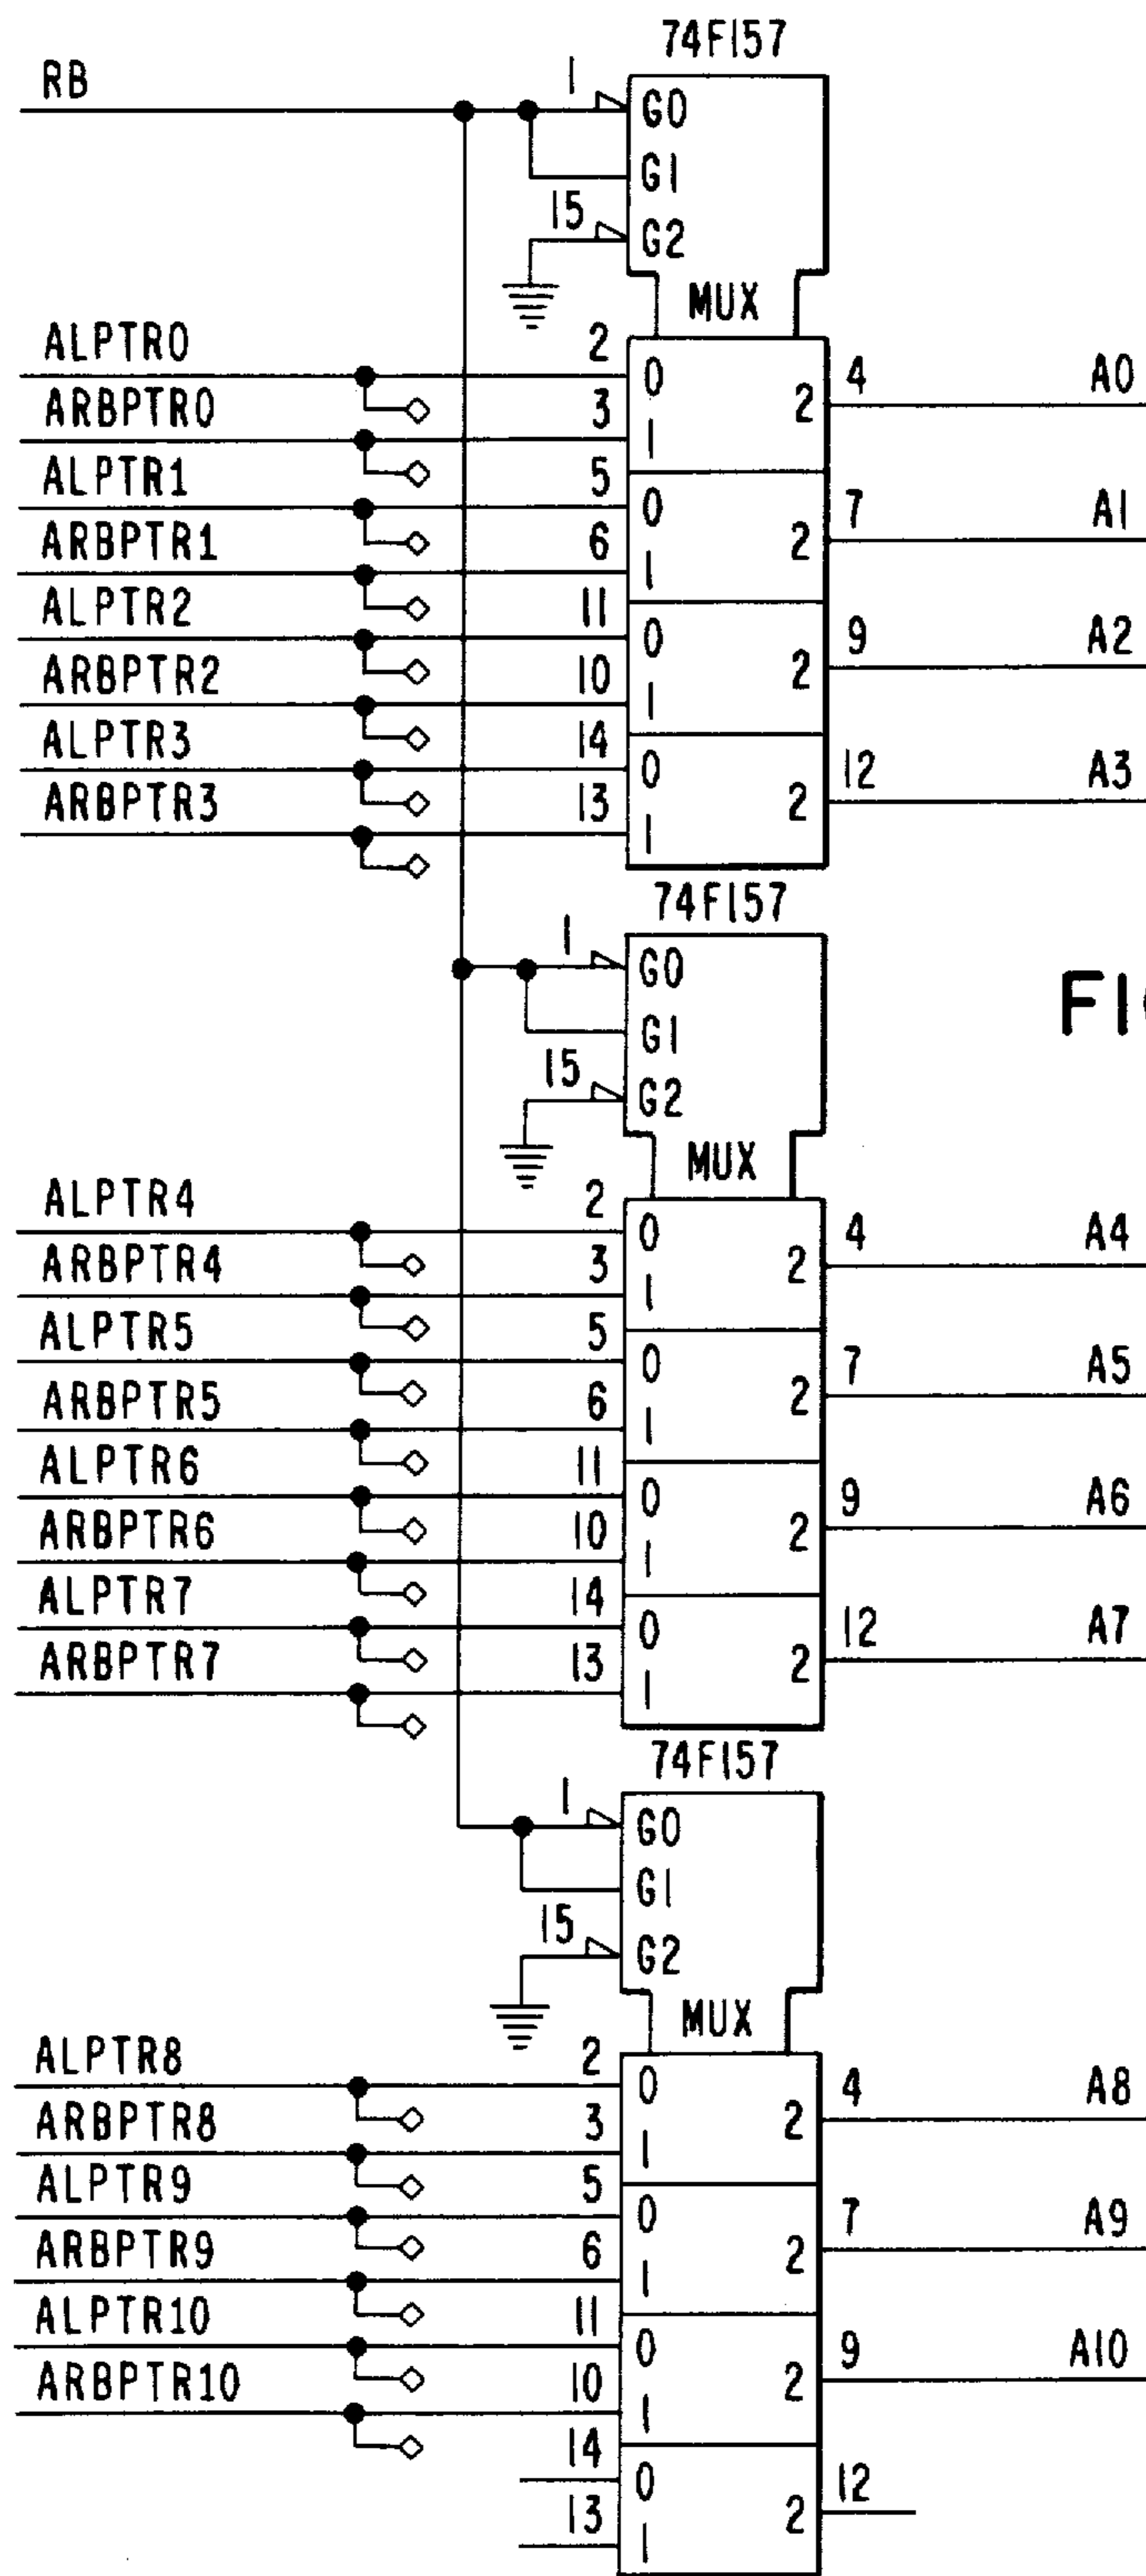 74F157
RB 1 G0
G1
15 G2
MUX
ALPTR0 2 0 4 A0
ARBPTR0 3 1 2
ALPTR1 5 0 7 A1
ARBPTR1 6 1 2
ALPTR2 11 0 9 A2
ARBPTR2 10 1 2
ALPTR3 14 0 12 A3
ARBPTR3 13 1 2
74F157
1 G0
FI
G1
15 G2
MUX
ALPTR4 2 0 4 A4
ARBPTR4 3 1 2
ALPTR5 5 0 7 A5
ARBPTR5 6 1 2
ALPTR6 11 0 9 A6
ARBPTR6 10 1 2
ALPTR7 14 0 12 A7
ARBPTR7 13 1 2
74F157
1 G0
G1
15 G2
MUX
ALPTR8 2 0 4 A8
ARBPTR8 3 1 2
ALPTR9 5 0 7 A9
ARBPTR9 6 1 2
ALPTR10 11 0 9 A10
ARBPTR10 10 1 2
14 0 12
13 1 2